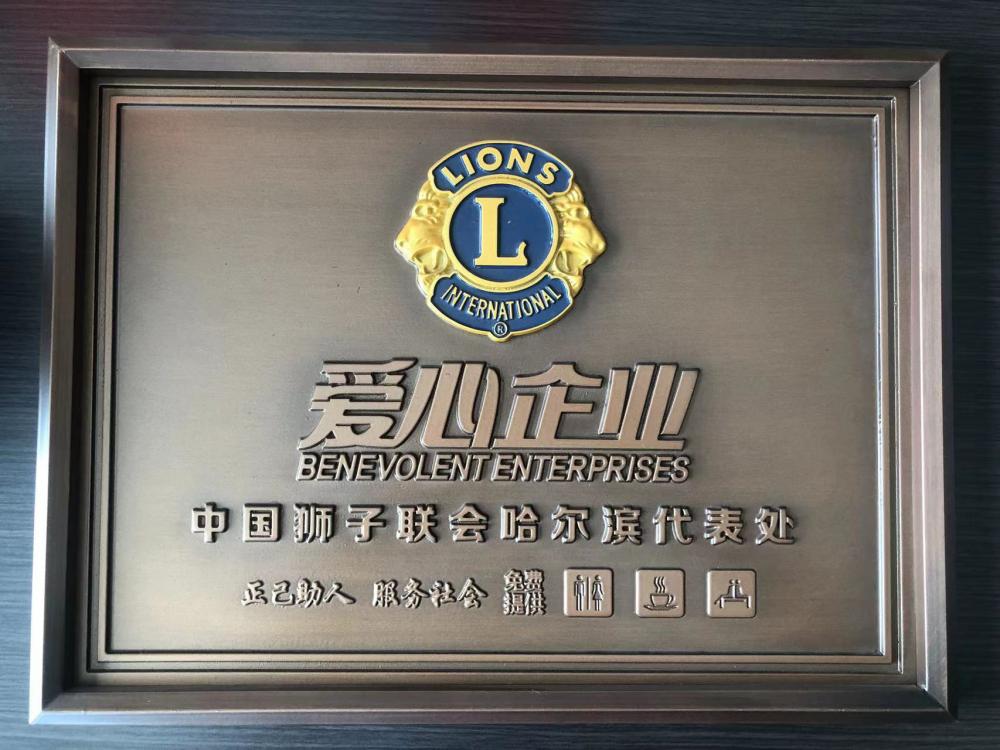 LIONS
L
INTERNATIONAL
®
爱心企业
BENEVOLENT ENTERPRISES
中国狮子联会哈尔滨代表处
正己助人 服务社会 免费
提供